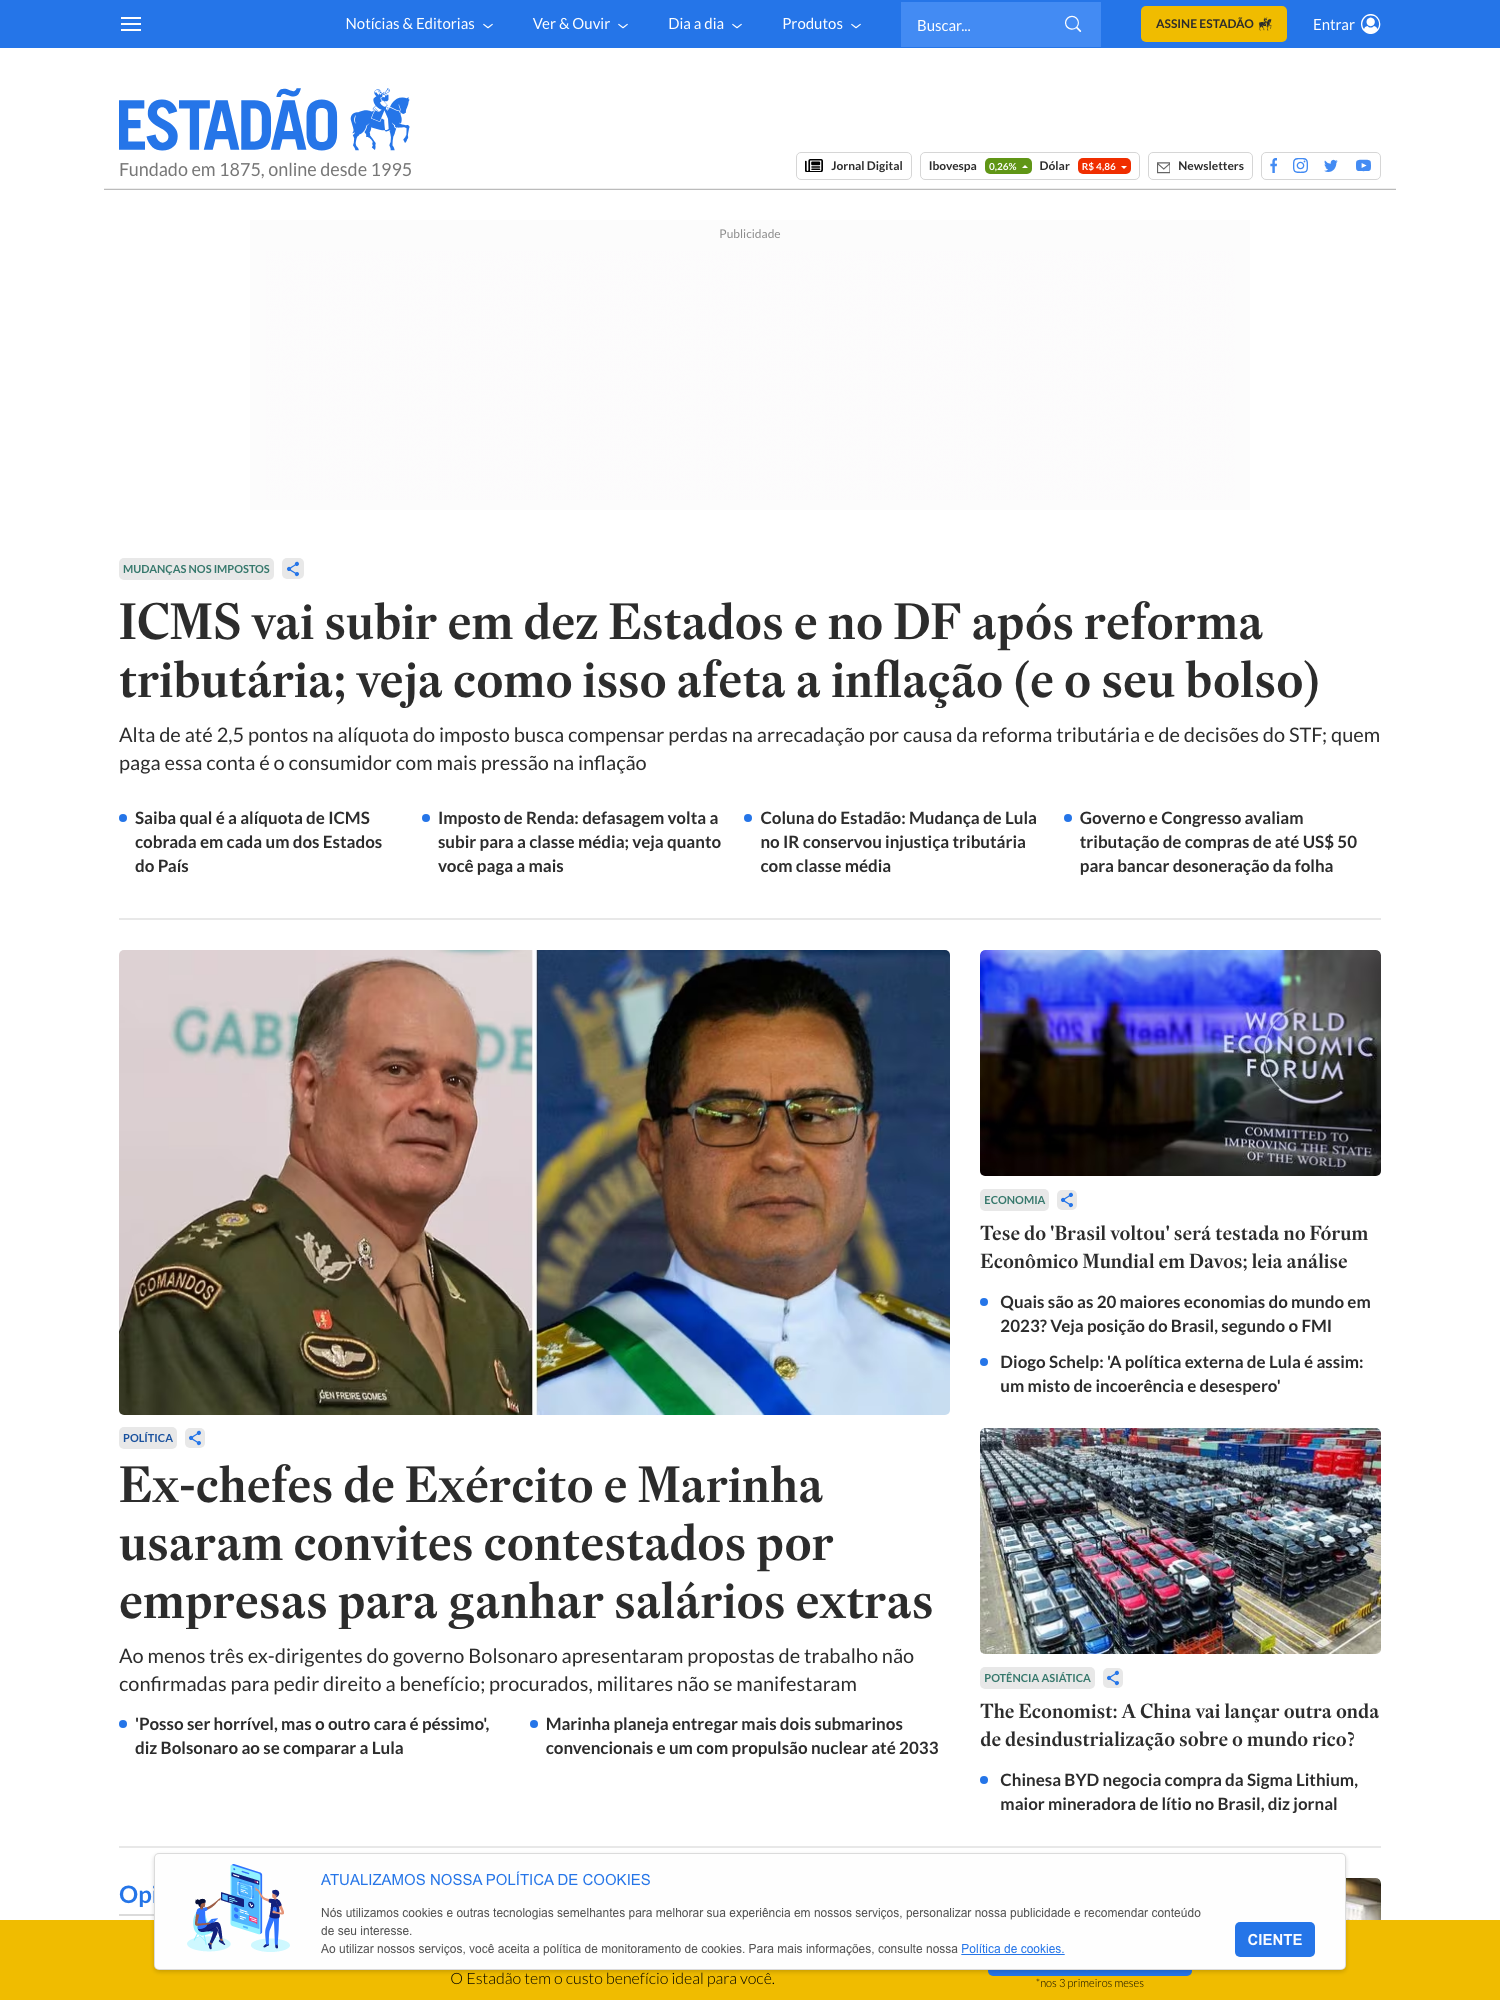 Notícias & Editorias
Ver & Ouvir
Dia a dia
Produtos
Buscar...
ASSINE ESTADÃO
Entrar
ESTADÃO
Fundado em 1875, online desde 1995
Jornal Digital
Ibovespa 0,26% Dólar R$ 4,86
Newsletters
Publicidade
MUDANÇAS NOS IMPOSTOS
ICMS vai subir em dez Estados e no DF após reforma
tributária; veja como isso afeta a inflação (e o seu bolso)
Alta de até 2,5 pontos na alíquota do imposto busca compensar perdas na arrecadação por causa da reforma tributária e de decisões do STF; quem
paga essa conta é o consumidor com mais pressão na inflação
Saiba qual é a alíquota de ICMS
cobrada em cada um dos Estados
do País
Imposto de Renda: defasagem volta a
subir para a classe média; veja quanto
você paga a mais
Coluna do Estadão: Mudança de Lula
no IR conservou injustiça tributária
com classe média
Governo e Congresso avaliam
tributação de compras de até US$ 50
para bancar desoneração da folha
GABI DE
COMANDOS
GEN FREIRE GOMES
MARINH
POLÍTICA
Ex-chefes de Exército e Marinha
usaram convites contestados por
empresas para ganhar salários extras
Ao menos três ex-dirigentes do governo Bolsonaro apresentaram propostas de trabalho não
confirmadas para pedir direito a benefício; procurados, militares não se manifestaram
'Posso ser horrível, mas o outro cara é péssimo',
diz Bolsonaro ao se comparar a Lula
Marinha planeja entregar mais dois submarinos
convencionais e um com propulsão nuclear até 2033
WORLD
ECONOMIC
FORUM
COMMITTED TO
IMPROVING THE STATE
OF THE WORLD
ECONOMIA
Tese do 'Brasil voltou' será testada no Fórum
Econômico Mundial em Davos; leia análise
Quais são as 20 maiores economias do mundo em
2023? Veja posição do Brasil, segundo o FMI
Diogo Schelp: 'A política externa de Lula é assim:
um misto de incoerência e desespero'
POTÊNCIA ASIÁTICA
The Economist: A China vai lançar outra onda
de desindustrialização sobre o mundo rico?
Chinesa BYD negocia compra da Sigma Lithium,
maior mineradora de lítio no Brasil, diz jornal
Opi
ATUALIZAMOS NOSSA POLÍTICA DE COOKIES
Nós utilizamos cookies e outras tecnologias semelhantes para melhorar sua experiência em nossos serviços, personalizar nossa publicidade e recomendar conteúdo
de seu interesse.
Ao utilizar nossos serviços, você aceita a política de monitoramento de cookies. Para mais informações, consulte nossa Política de cookies.
CIENTE
O Estadão tem o custo benefício ideal para você.
*nos 3 primeiros meses